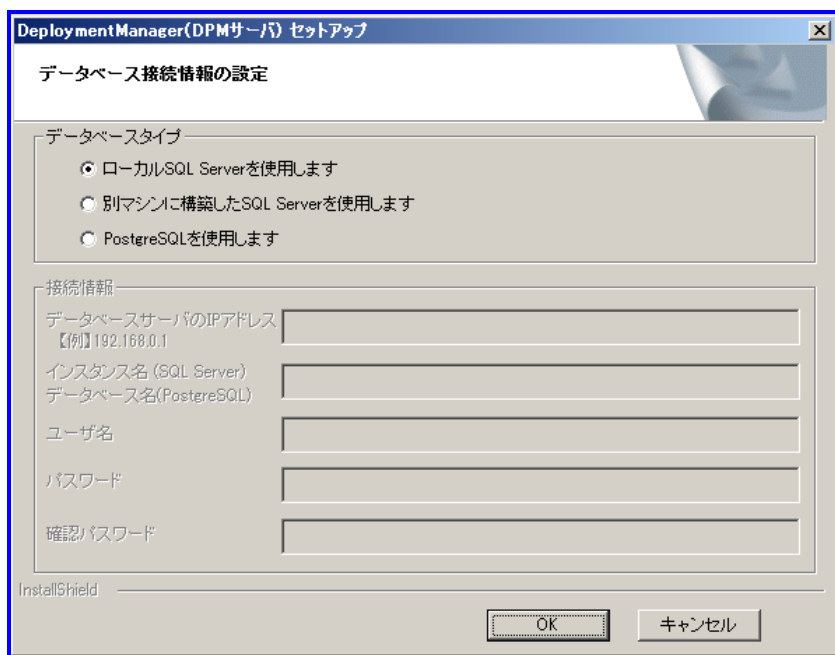 DeploymentManager(DPMサーバ) セットアップ
データベース接続情報の設定
データベースタイプ
ローカルSQL Serverを使用します
別マシンに構築したSQL Serverを使用します
PostgreSQLを使用します
接続情報
データベースサーバのIPアドレス
【例】192.168.0.1
インスタンス名 (SQL Server)
データベース名(PostgreSQL)
ユーザ名
パスワード
確認パスワード
InstallShield
OK
キャンセル